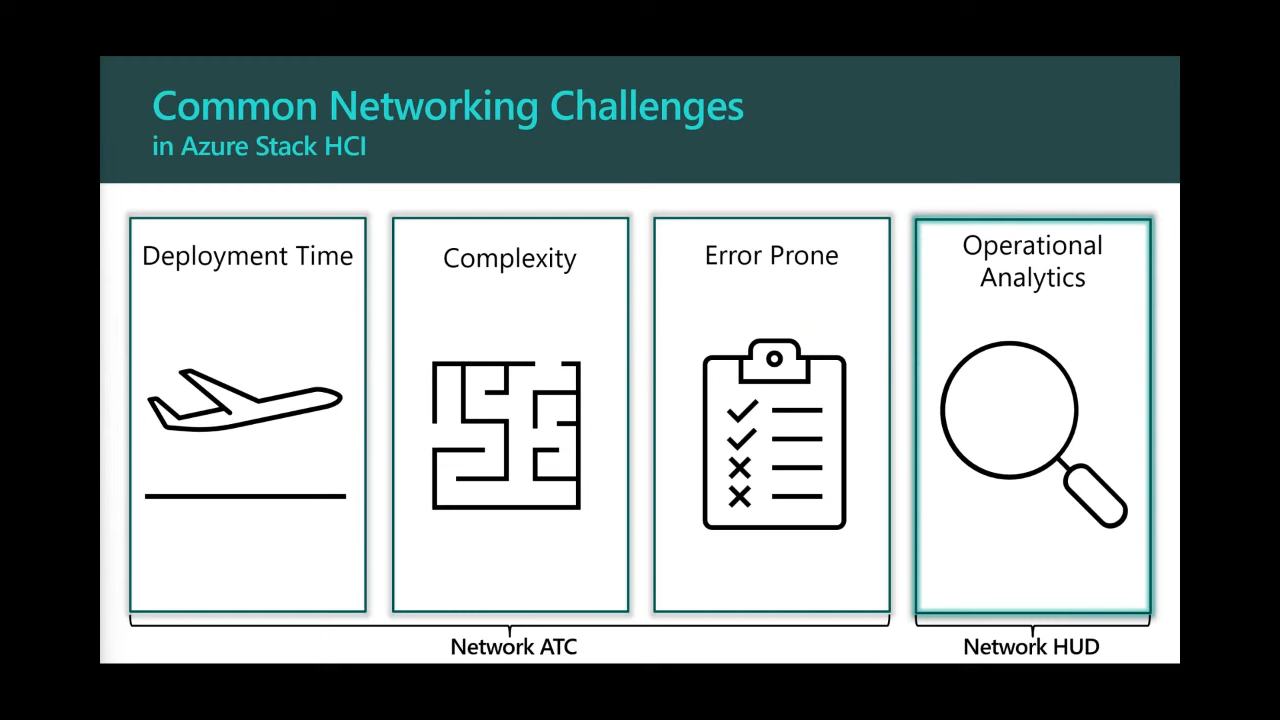 Common Networking Challenges
in Azure Stack HCI
Deployment Time
Complexity
Error Prone
Operational
Analytics
Network ATC
Network HUD